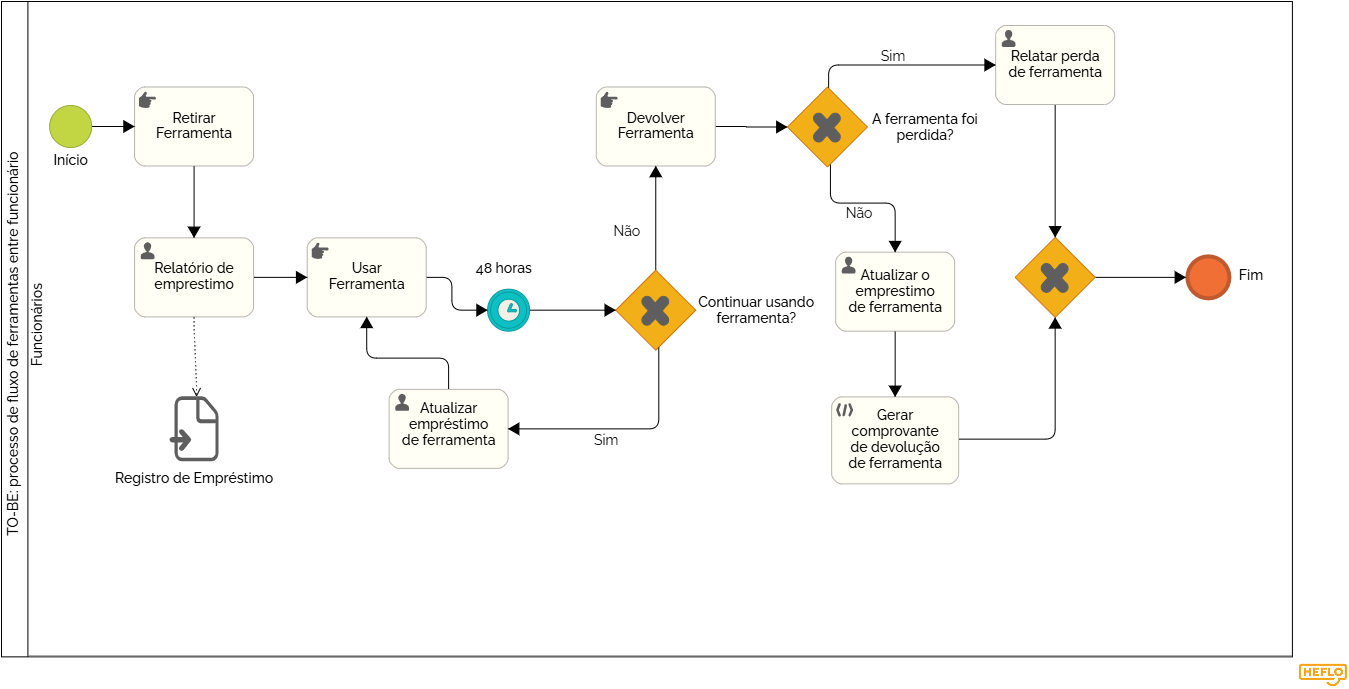 TO-BE: processo de fluxo de ferramentas entre funcionário
Funcionários
Início
Retirar
Ferramenta
Relatório de
emprestimo
Registro de Empréstimo
Usar
Ferramenta
48 horas
Atualizar
empréstimo
de ferramenta
Continuar usando
ferramenta?
Sim
Não
Devolver
Ferramenta
A ferramenta foi
perdida?
Sim
Relatar perda
de ferramenta
Não
Atualizar o
emprestimo
de ferramenta
Gerar
comprovante
de devolução
de ferramenta
Fim
HEFLO